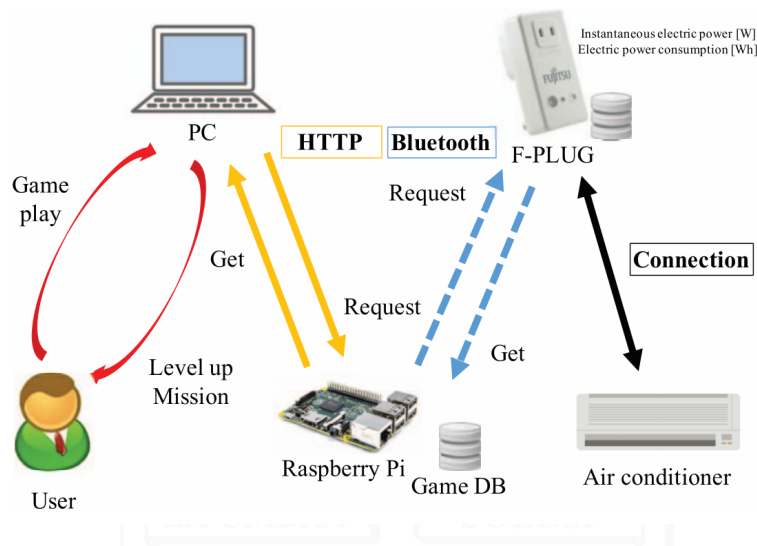 Instantaneous electric power [W]
Electric power consumption [Wh]
FUJITSU
PC
HTTP
Bluetooth
F-PLUG
Game
play
Request
Get
Connection
Request
Get
Level up
Mission
Raspberry Pi
Game DB
Air conditioner
User